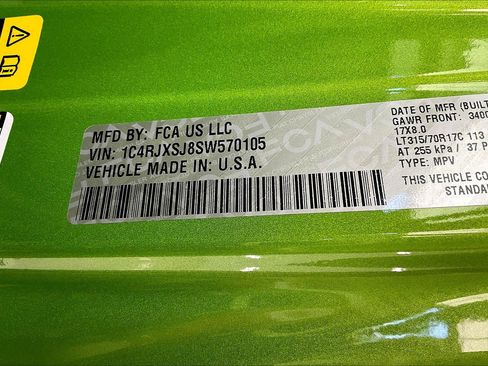 MFD BY: FCA US LLC
VIN: 1C4RJXSJ8SW570105
VEHICLE MADE IN U.S.A.
DATE OF MFR (BUILT
GAWR FRONT: 340
17X8.0
LT315/70R17C 113
AT 255 kPa / 37 P
TYPE: MPV
THIS VEHICLE CO
STANDA